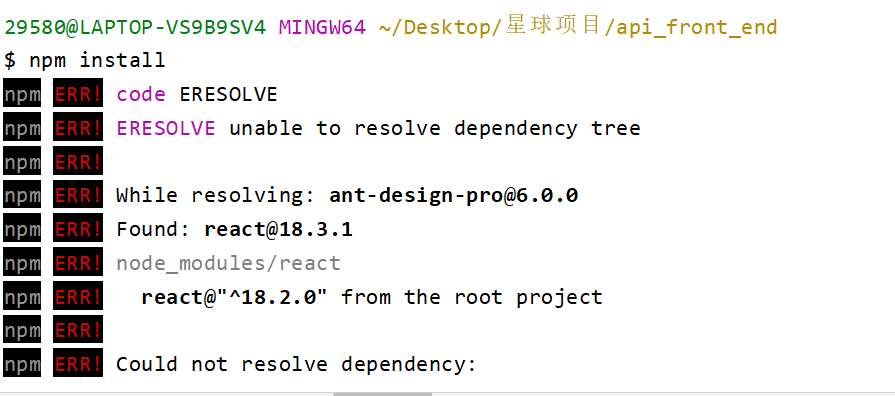 29580@LAPTOP-VS9B9SV4 MINGW64 ~/Desktop/星球项目/api_front_end
$ npm install
npm ERR! code ERESOLVE
npm ERR! ERESOLVE unable to resolve dependency tree
npm ERR!
npm ERR! While resolving: ant-design-pro@6.0.0
npm ERR! Found: react@18.3.1
npm ERR! node_modules/react
npm ERR!   react@"^18.2.0" from the root project
npm ERR!
npm ERR! Could not resolve dependency: